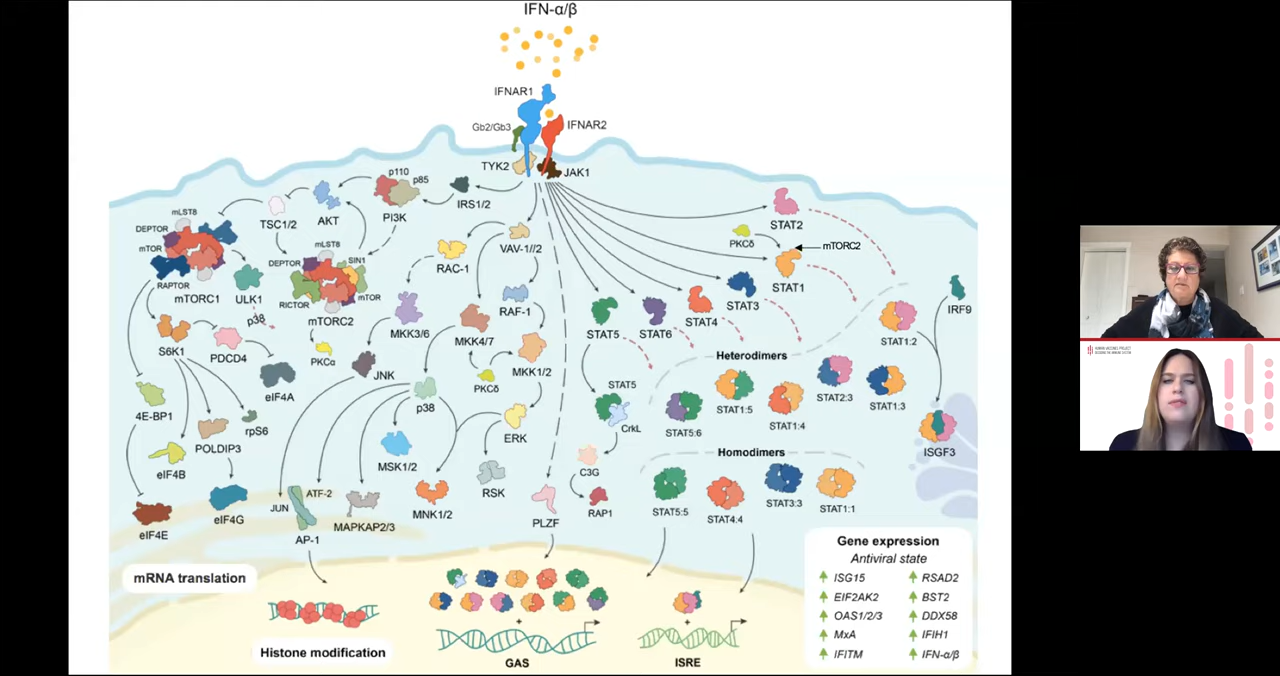 IFN-α/β
IFNAR1
IFNAR2
Gb2/Gb3
TYK2
JAK1
p110
p85
PI3K
IRS1/2
AKT
TSC1/2
mLST8
DEPTOR
mTOR
RAPTOR
mTORC1
ULK1
mLST8
DEPTOR
SIN1
RICTOR
mTOR
mTORC2
PKCα
p38
S6K1
PDCD4
eIF4A
4E-BP1
POLDIP3
rpS6
eIF4B
eIF4G
eIF4E
VAV-1//2
RAC-1
RAF-1
MKK3/6
MKK4/7
MKK1/2
PKCδ
JNK
p38
ERK
MSK1/2
RSK
MNK1/2
MAPKAP2/3
JUN
ATF-2
AP-1
PLZF
STAT2
PKCδ
mTORC2
STAT1
STAT3
STAT4
STAT6
STAT5
STAT5
CrkL
C3G
RAP1
IRF9
STAT1:2
ISGF3
Heterodimers
STAT5:6
STAT1:5
STAT1:4
STAT2:3
STAT1:3
Homodimers
STAT5:5
STAT4:4
STAT3:3
STAT1:1
mRNA translation
Histone modification
+
GAS
+
ISRE
Gene expression
Antiviral state
ISG15 RSAD2
EIF2AK2 BST2
OAS1/2/3 DDX58
MxA IFIH1
IFITM IFN-α/β